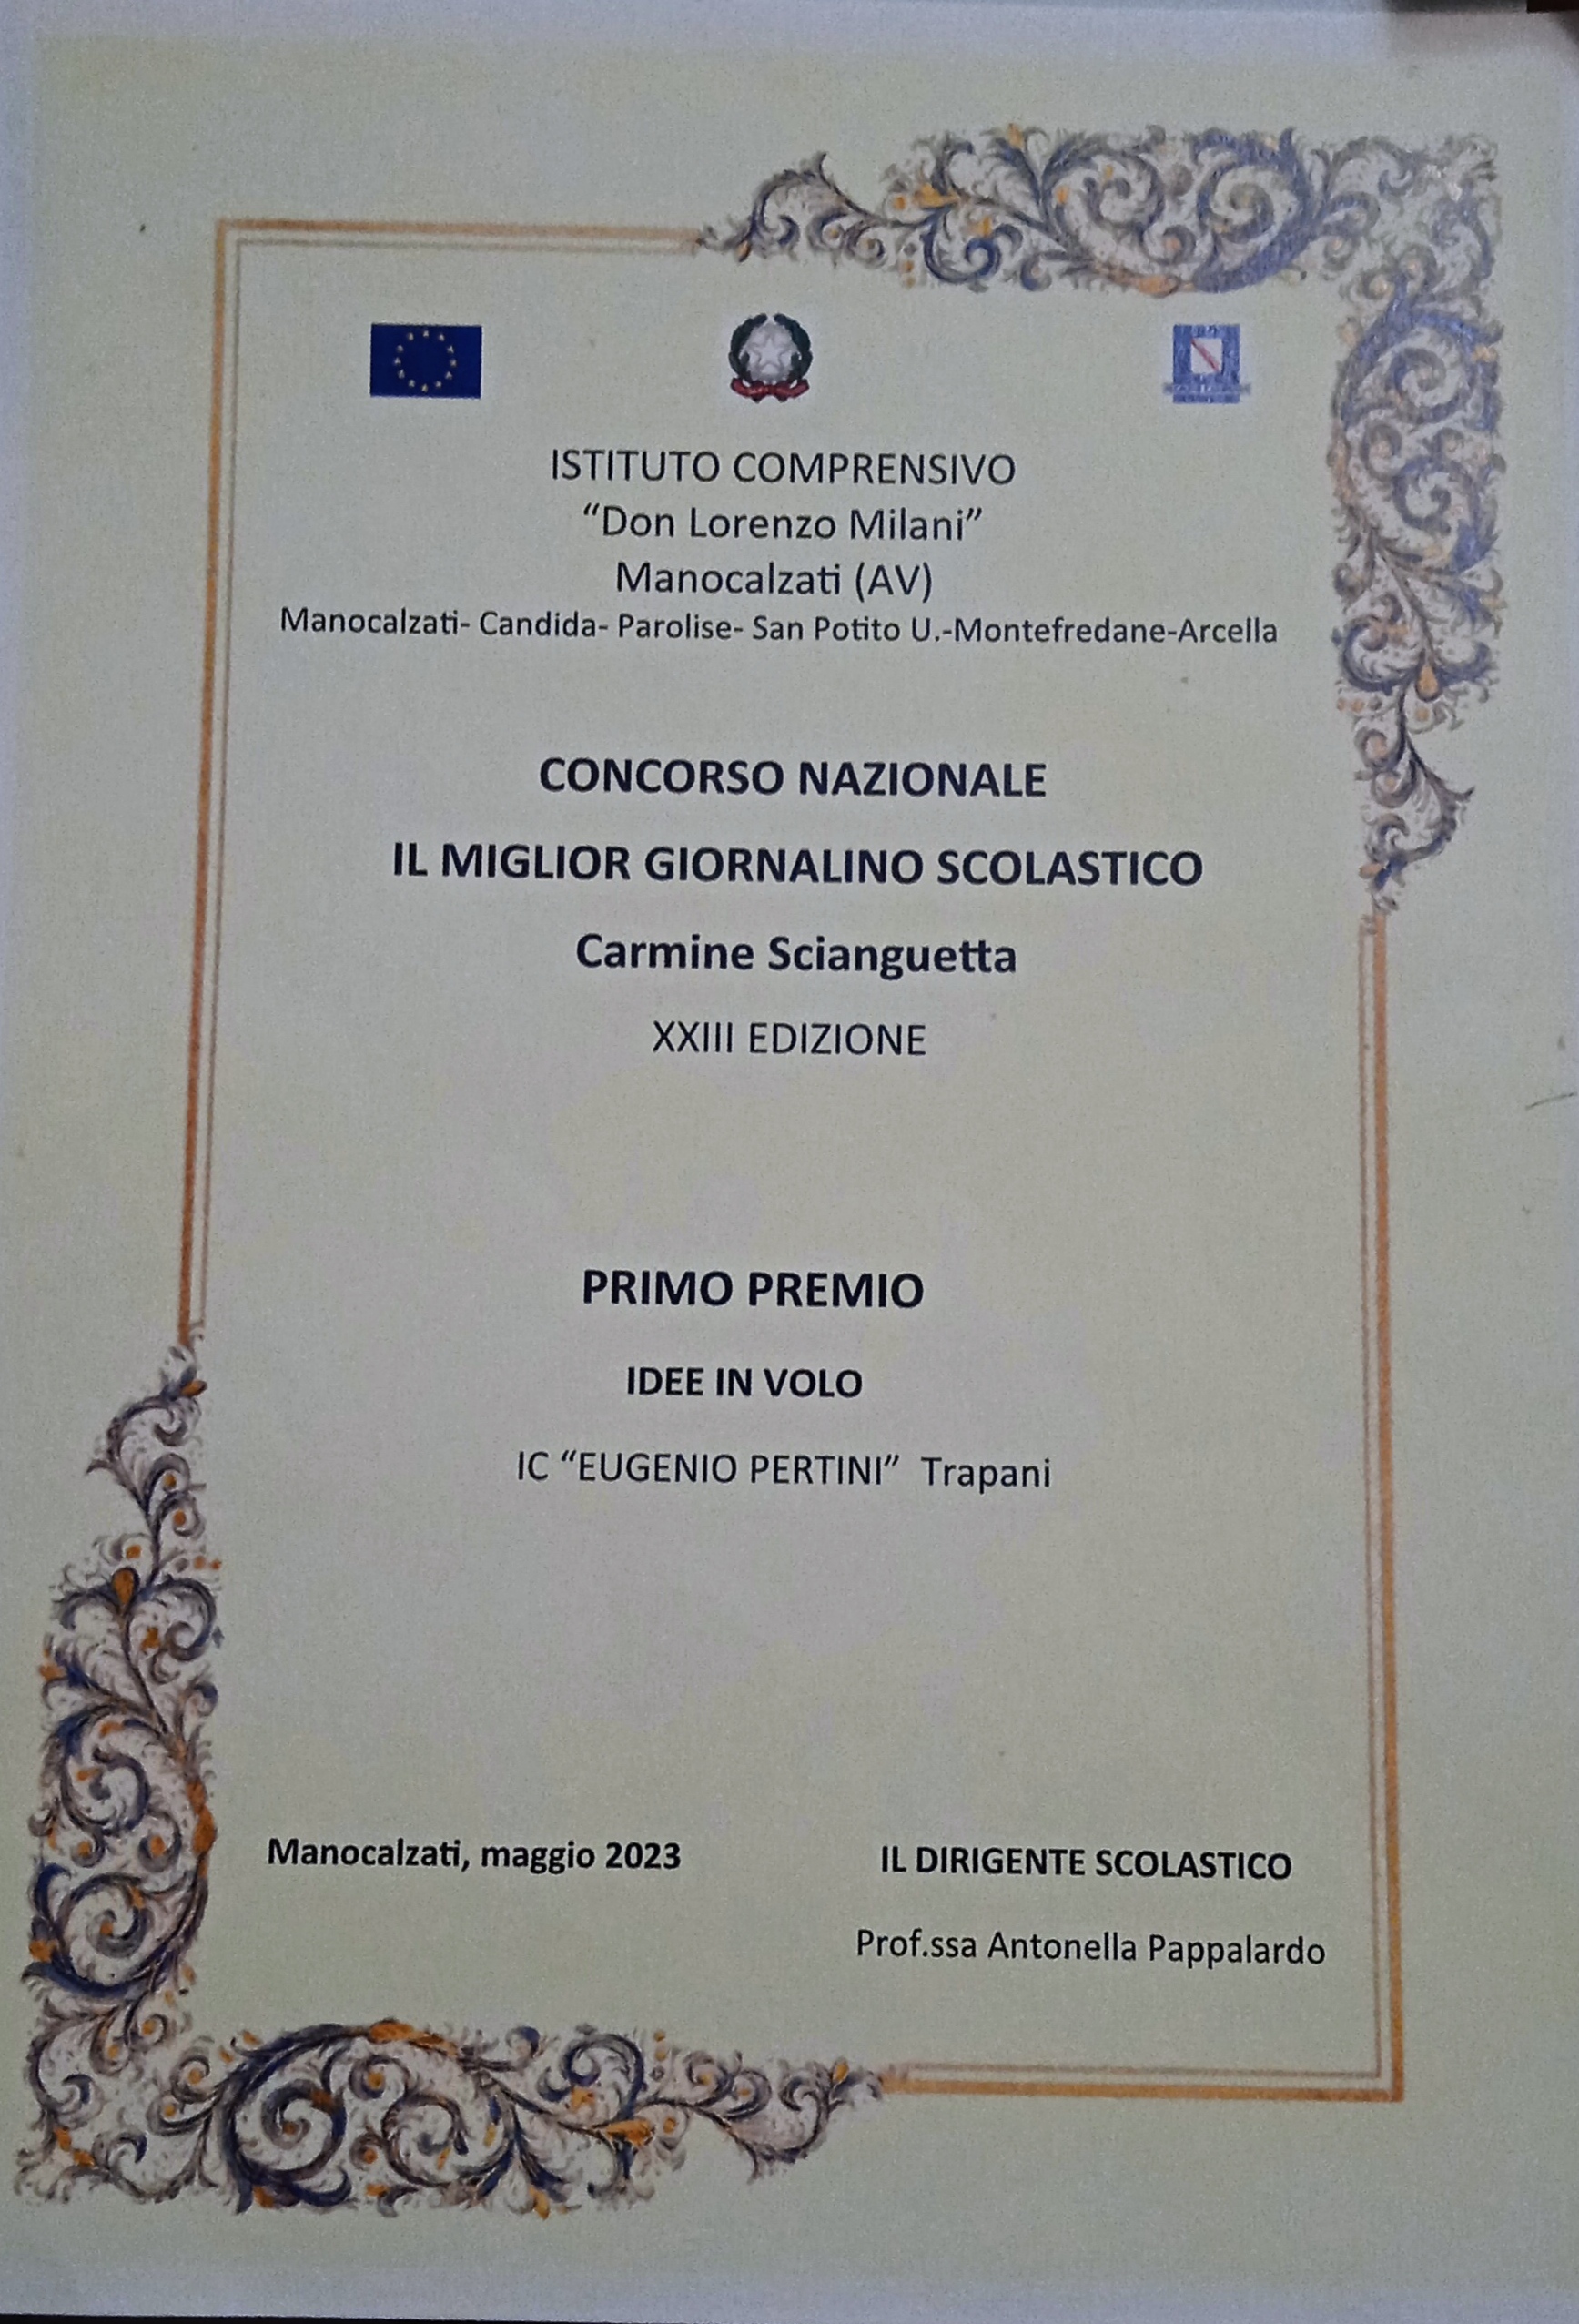 ISTITUTO COMPRENSIVO
“Don Lorenzo Milani”
Manocalzati (AV)
Manocalzati- Candida- Parolise- San Potito U.-Montefredane-Arcella
CONCORSO NAZIONALE
IL MIGLIOR GIORNALINO SCOLASTICO
Carmine Scianguetta
XXIII EDIZIONE
PRIMO PREMIO
IDEE IN VOLO
IC “EUGENIO PERTINI” Trapani
Manocalzati, maggio 2023
IL DIRIGENTE SCOLASTICO
Prof.ssa Antonella Pappalardo